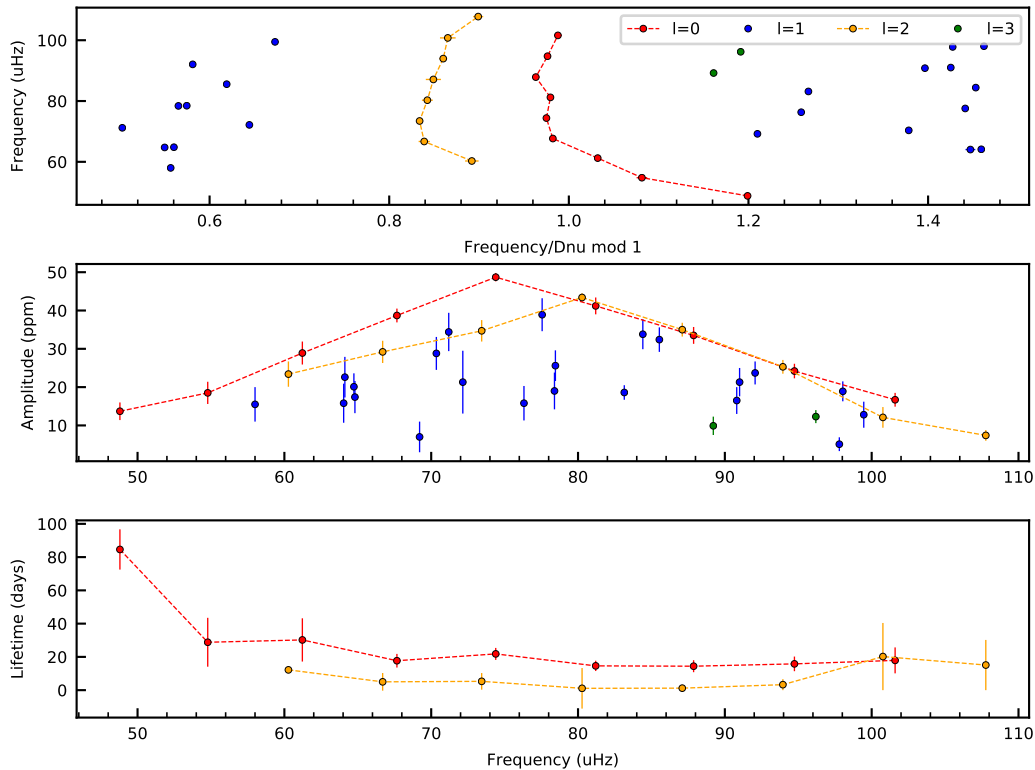 l=0 l=1 l=2 l=3
Frequency (uHz)
100
80
60
0.6 0.8 1.0 1.2 1.4
Frequency/Dnu mod 1
Amplitude (ppm)
50
40
30
20
10
50 60 70 80 90 100 110
Lifetime (days)
100
80
60
40
20
0
50 60 70 80 90 100 110
Frequency (uHz)